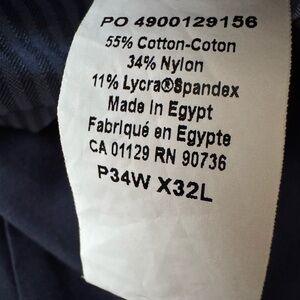 PO 4900129156
55% Cotton-Coton
34% Nylon
11% Lycra®Spandex
Made in Egypt
Fabriqué en Egypte
CA 01129 RN 90736
P34W X32L